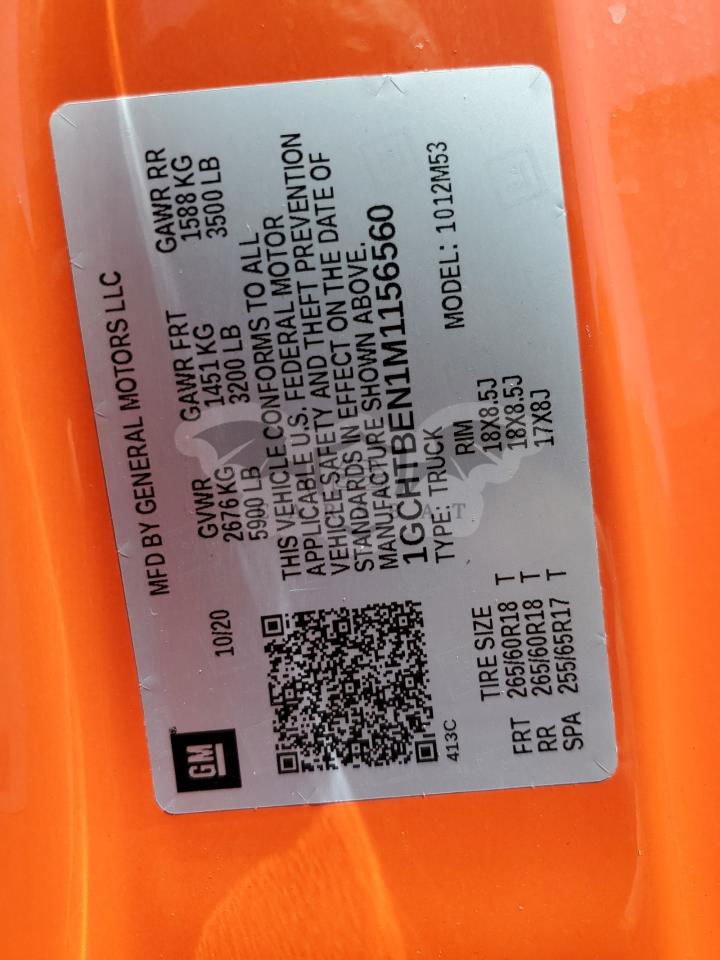 GM
MFD BY GENERAL MOTORS LLC
10/20
GVWR GAWR FRT GAWR RR
2676 KG 1451 KG 1588 KG
5900 LB 3200 LB 3500 LB
THIS VEHICLE CONFORMS TO ALL
APPLICABLE U.S. FEDERAL MOTOR
VEHICLE SAFETY AND THEFT PREVENTION
STANDARDS IN EFFECT ON THE DATE OF
MANUFACTURE SHOWN ABOVE.
1GCHTBEN1M1156560
TYPE: TRUCK MODEL: 1012M53
413C
TIRE SIZE RIM
FRT 265/60R18 T 18X8.5J
RR 265/60R18 T 18X8.5J
SPA 255/65R17 T 17X8J